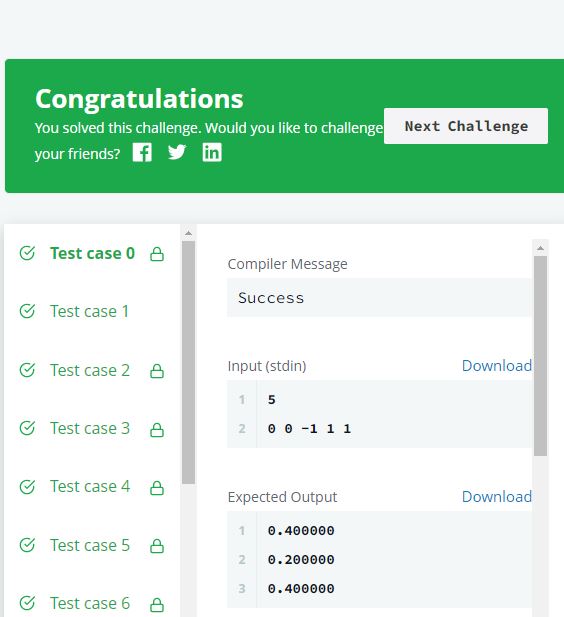 Congratulations
You solved this challenge. Would you like to challenge
your friends?
Next Challenge
Test case 0
Test case 1
Test case 2
Test case 3
Test case 4
Test case 5
Test case 6
Compiler Message
Success
Input (stdin)
Download
1 5
2 0 0 -1 1 1
Expected Output
Download
1 0.400000
2 0.200000
3 0.400000